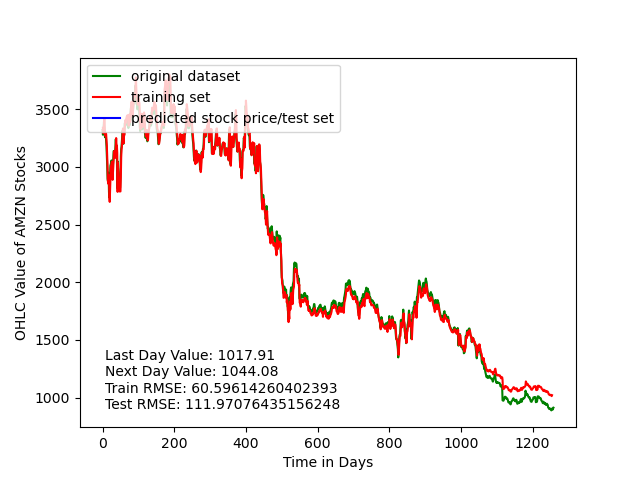 original dataset
training set
predicted stock price/test set
OHLC Value of AMZN Stocks
3500
3000
2500
2000
1500
1000
Last Day Value: 1017.91
Next Day Value: 1044.08
Train RMSE: 60.59614260402393
Test RMSE: 111.97076435156248
0 200 400 600 800 1000 1200
Time in Days